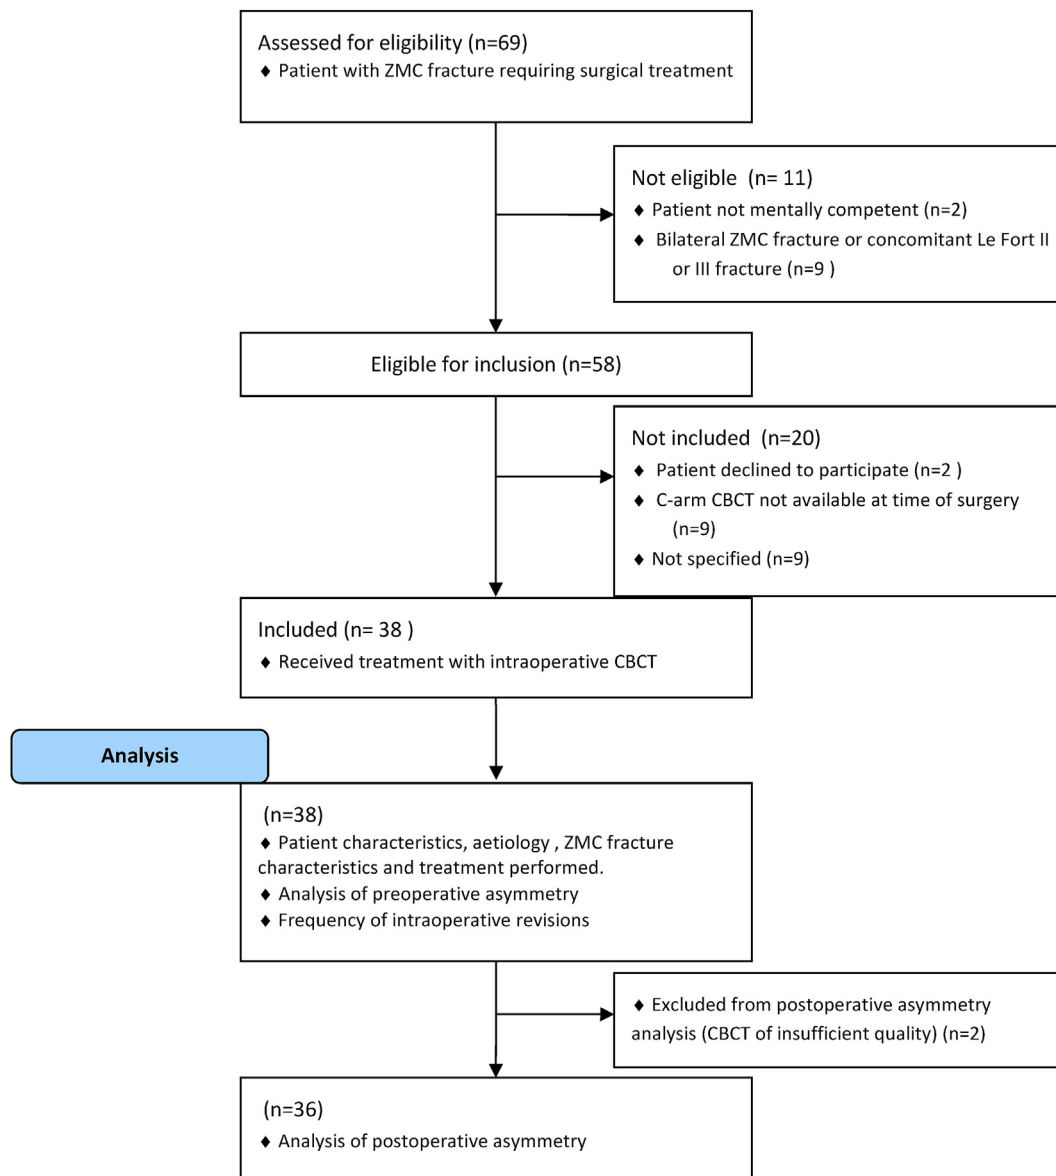 Assessed for eligibility (n=69)
♦ Patient with ZMC fracture requiring surgical treatment
Not eligible (n= 11)
♦ Patient not mentally competent (n=2)
♦ Bilateral ZMC fracture or concomitant Le Fort II
or III fracture (n=9 )
Eligible for inclusion (n=58)
Not included (n=20)
♦ Patient declined to participate (n=2 )
♦ C-arm CBCT not available at time of surgery
(n=9)
♦ Not specified (n=9)
Included (n= 38 )
♦ Received treatment with intraoperative CBCT
Analysis
(n=38)
♦ Patient characteristics, aetiology , ZMC fracture
characteristics and treatment performed.
♦ Analysis of preoperative asymmetry
♦ Frequency of intraoperative revisions
♦ Excluded from postoperative asymmetry
analysis (CBCT of insufficient quality) (n=2)
(n=36)
♦ Analysis of postoperative asymmetry